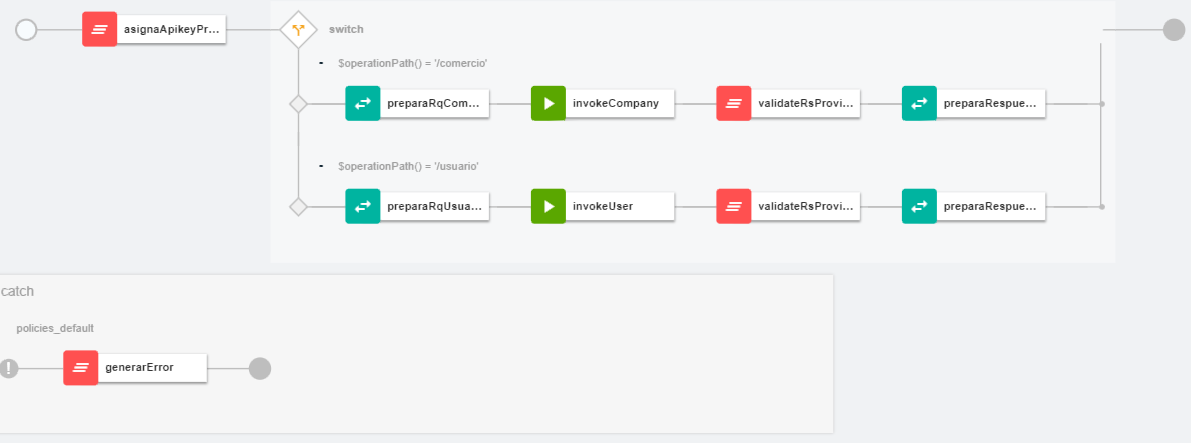 asignaApikeyPr...
switch
- $operationPath() = '/comercio'
preparaRqCom...
invokeCompany
validateRsProvi...
preparaRespue...
- $operationPath() = '/usuario'
preparaRqUsua...
invokeUser
validateRsProvi...
preparaRespue...
catch
policies_default
! generarError